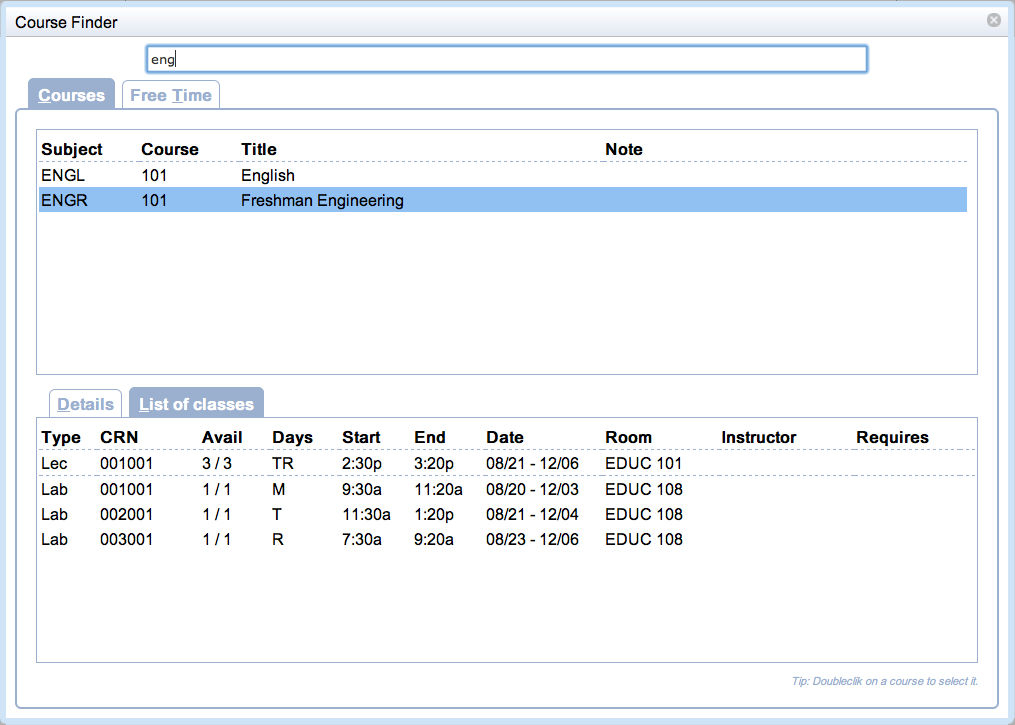 Course Finder
eng
Courses Free Time
Subject Course Title Note
ENGL 101 English
ENGR 101 Freshman Engineering
Details List of classes
Type CRN Avail Days Start End Date Room Instructor Requires
Lec 001001 3 / 3 TR 2:30p 3:20p 08/21 - 12/06 EDUC 101
Lab 001001 1 / 1 M 9:30a 11:20a 08/20 - 12/03 EDUC 108
Lab 002001 1 / 1 T 11:30a 1:20p 08/21 - 12/04 EDUC 108
Lab 003001 1 / 1 R 7:30a 9:20a 08/23 - 12/06 EDUC 108
Tip: Doubleclik on a course to select it.